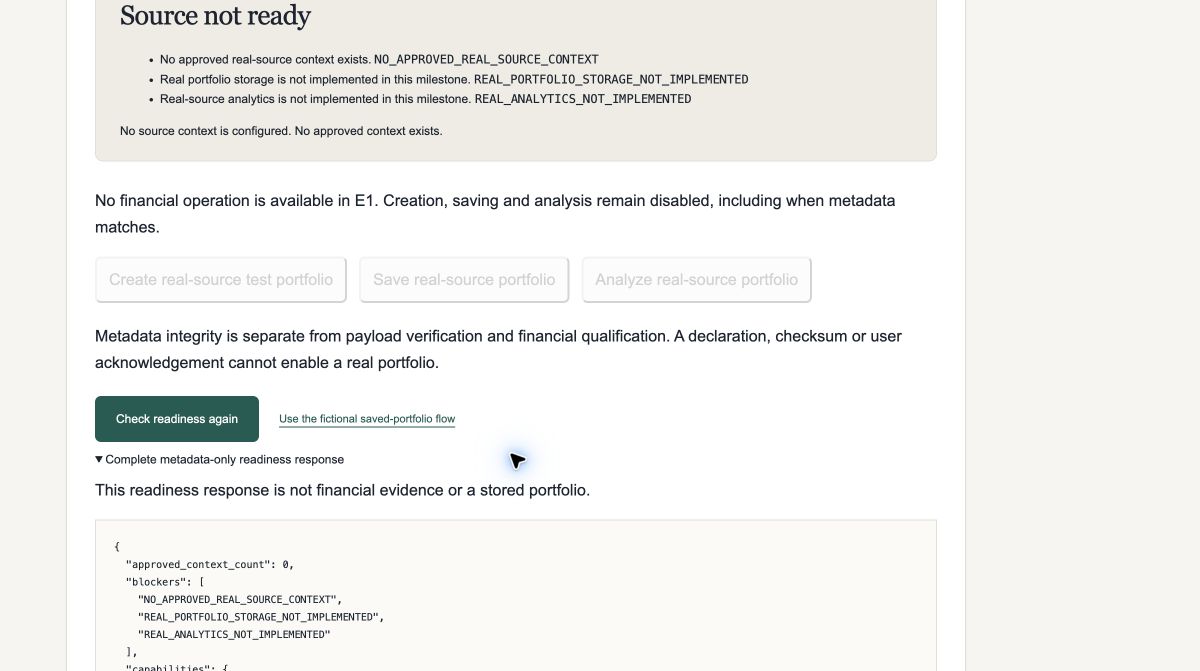 Source not ready
• No approved real-source context exists. NO_APPROVED_REAL_SOURCE_CONTEXT
• Real portfolio storage is not implemented in this milestone. REAL_PORTFOLIO_STORAGE_NOT_IMPLEMENTED
• Real-source analytics is not implemented in this milestone. REAL_ANALYTICS_NOT_IMPLEMENTED
No source context is configured. No approved context exists.
No financial operation is available in E1. Creation, saving and analysis remain disabled, including when metadata
matches.
Create real-source test portfolio Save real-source portfolio Analyze real-source portfolio
Metadata integrity is separate from payload verification and financial qualification. A declaration, checksum or user
acknowledgement cannot enable a real portfolio.
Check readiness again Use the fictional saved-portfolio flow
▼ Complete metadata-only readiness response
This readiness response is not financial evidence or a stored portfolio.
{
"approved_context_count": 0,
"blockers": [
"NO_APPROVED_REAL_SOURCE_CONTEXT",
"REAL_PORTFOLIO_STORAGE_NOT_IMPLEMENTED",
"REAL_ANALYTICS_NOT_IMPLEMENTED"
],
"capabilities": {